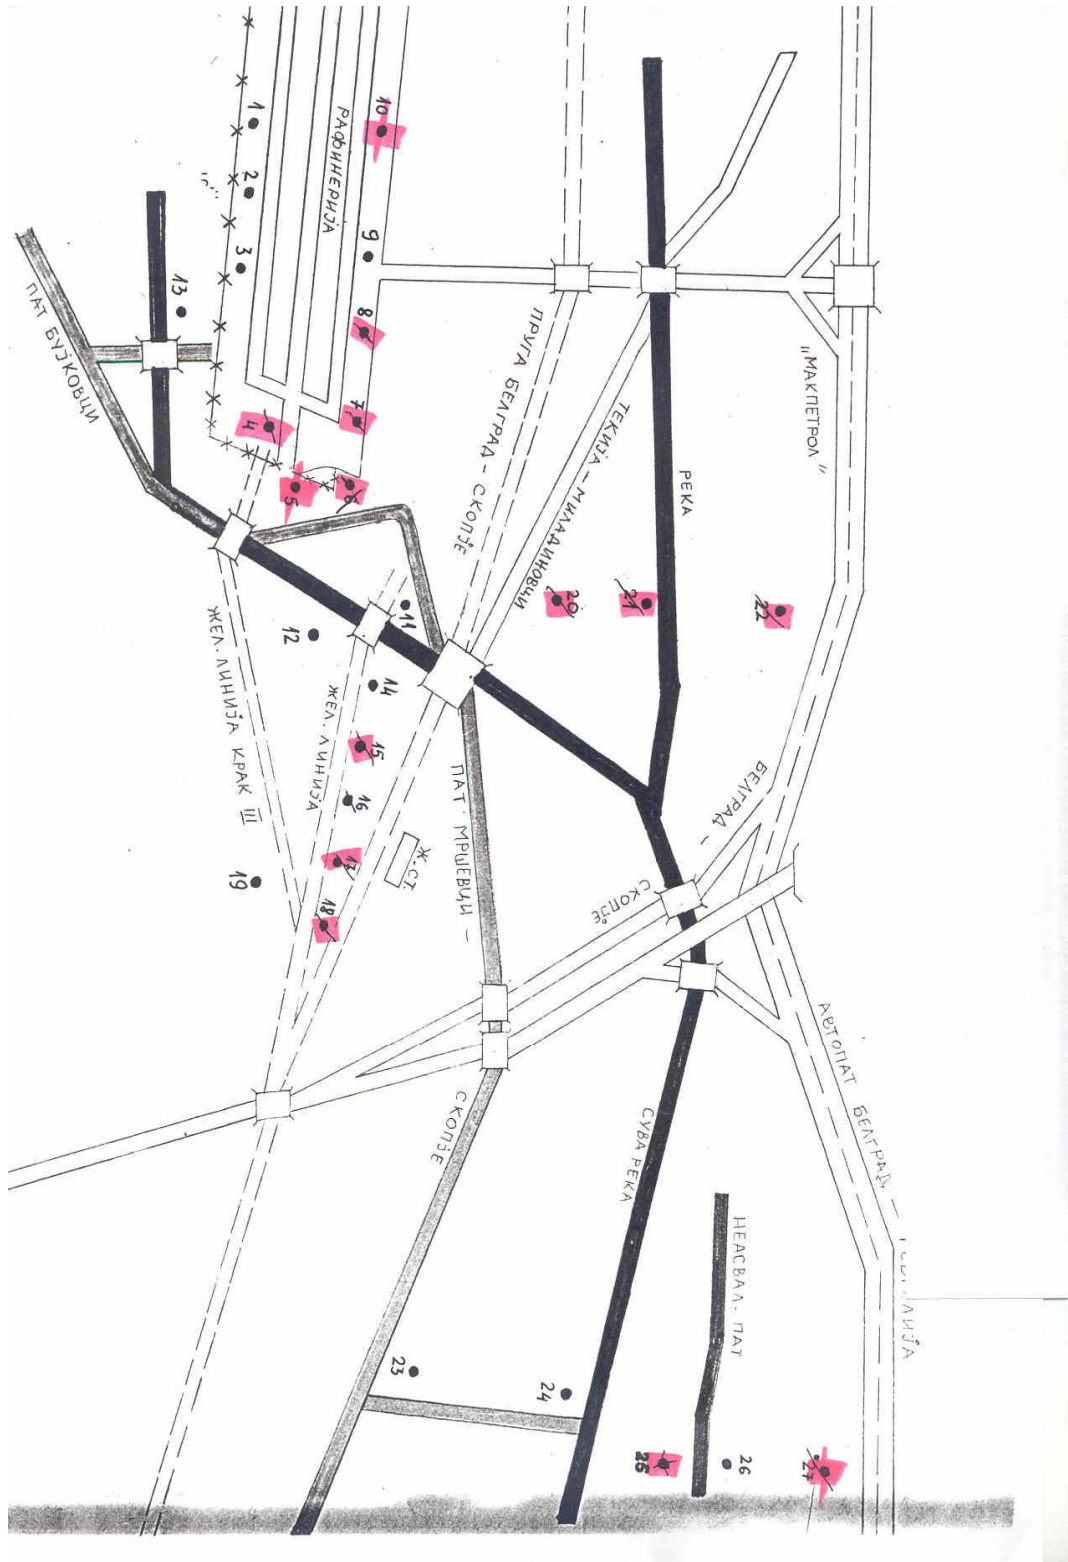 1
2
3
4
5
6
7
8
9
10
РАФИНЕРИЈА
13
ПАТ БУЈКОВЦИ
ПРУГА БЕЛГРАД - СКОПЈЕ
ТЕКИЈА - МИЛАДИНОВЦИ
РЕКА
„МАКПЕТРОЛ“
11
12
14
15
16
17
18
19
20
21
22
ЖЕЛ. ЛИНИЈА КРАК III
ЖЕЛ. ЛИНИЈА
Ж.СТ.
ПАТ МРШЕВЦИ -
СКОПЈЕ
БЕЛГРАД -
СКОПЈЕ
АВТОПАТ БЕЛГРАД -
СУВА РЕКА
НЕАСВАЛ. ПАТ
23
24
25
26
27